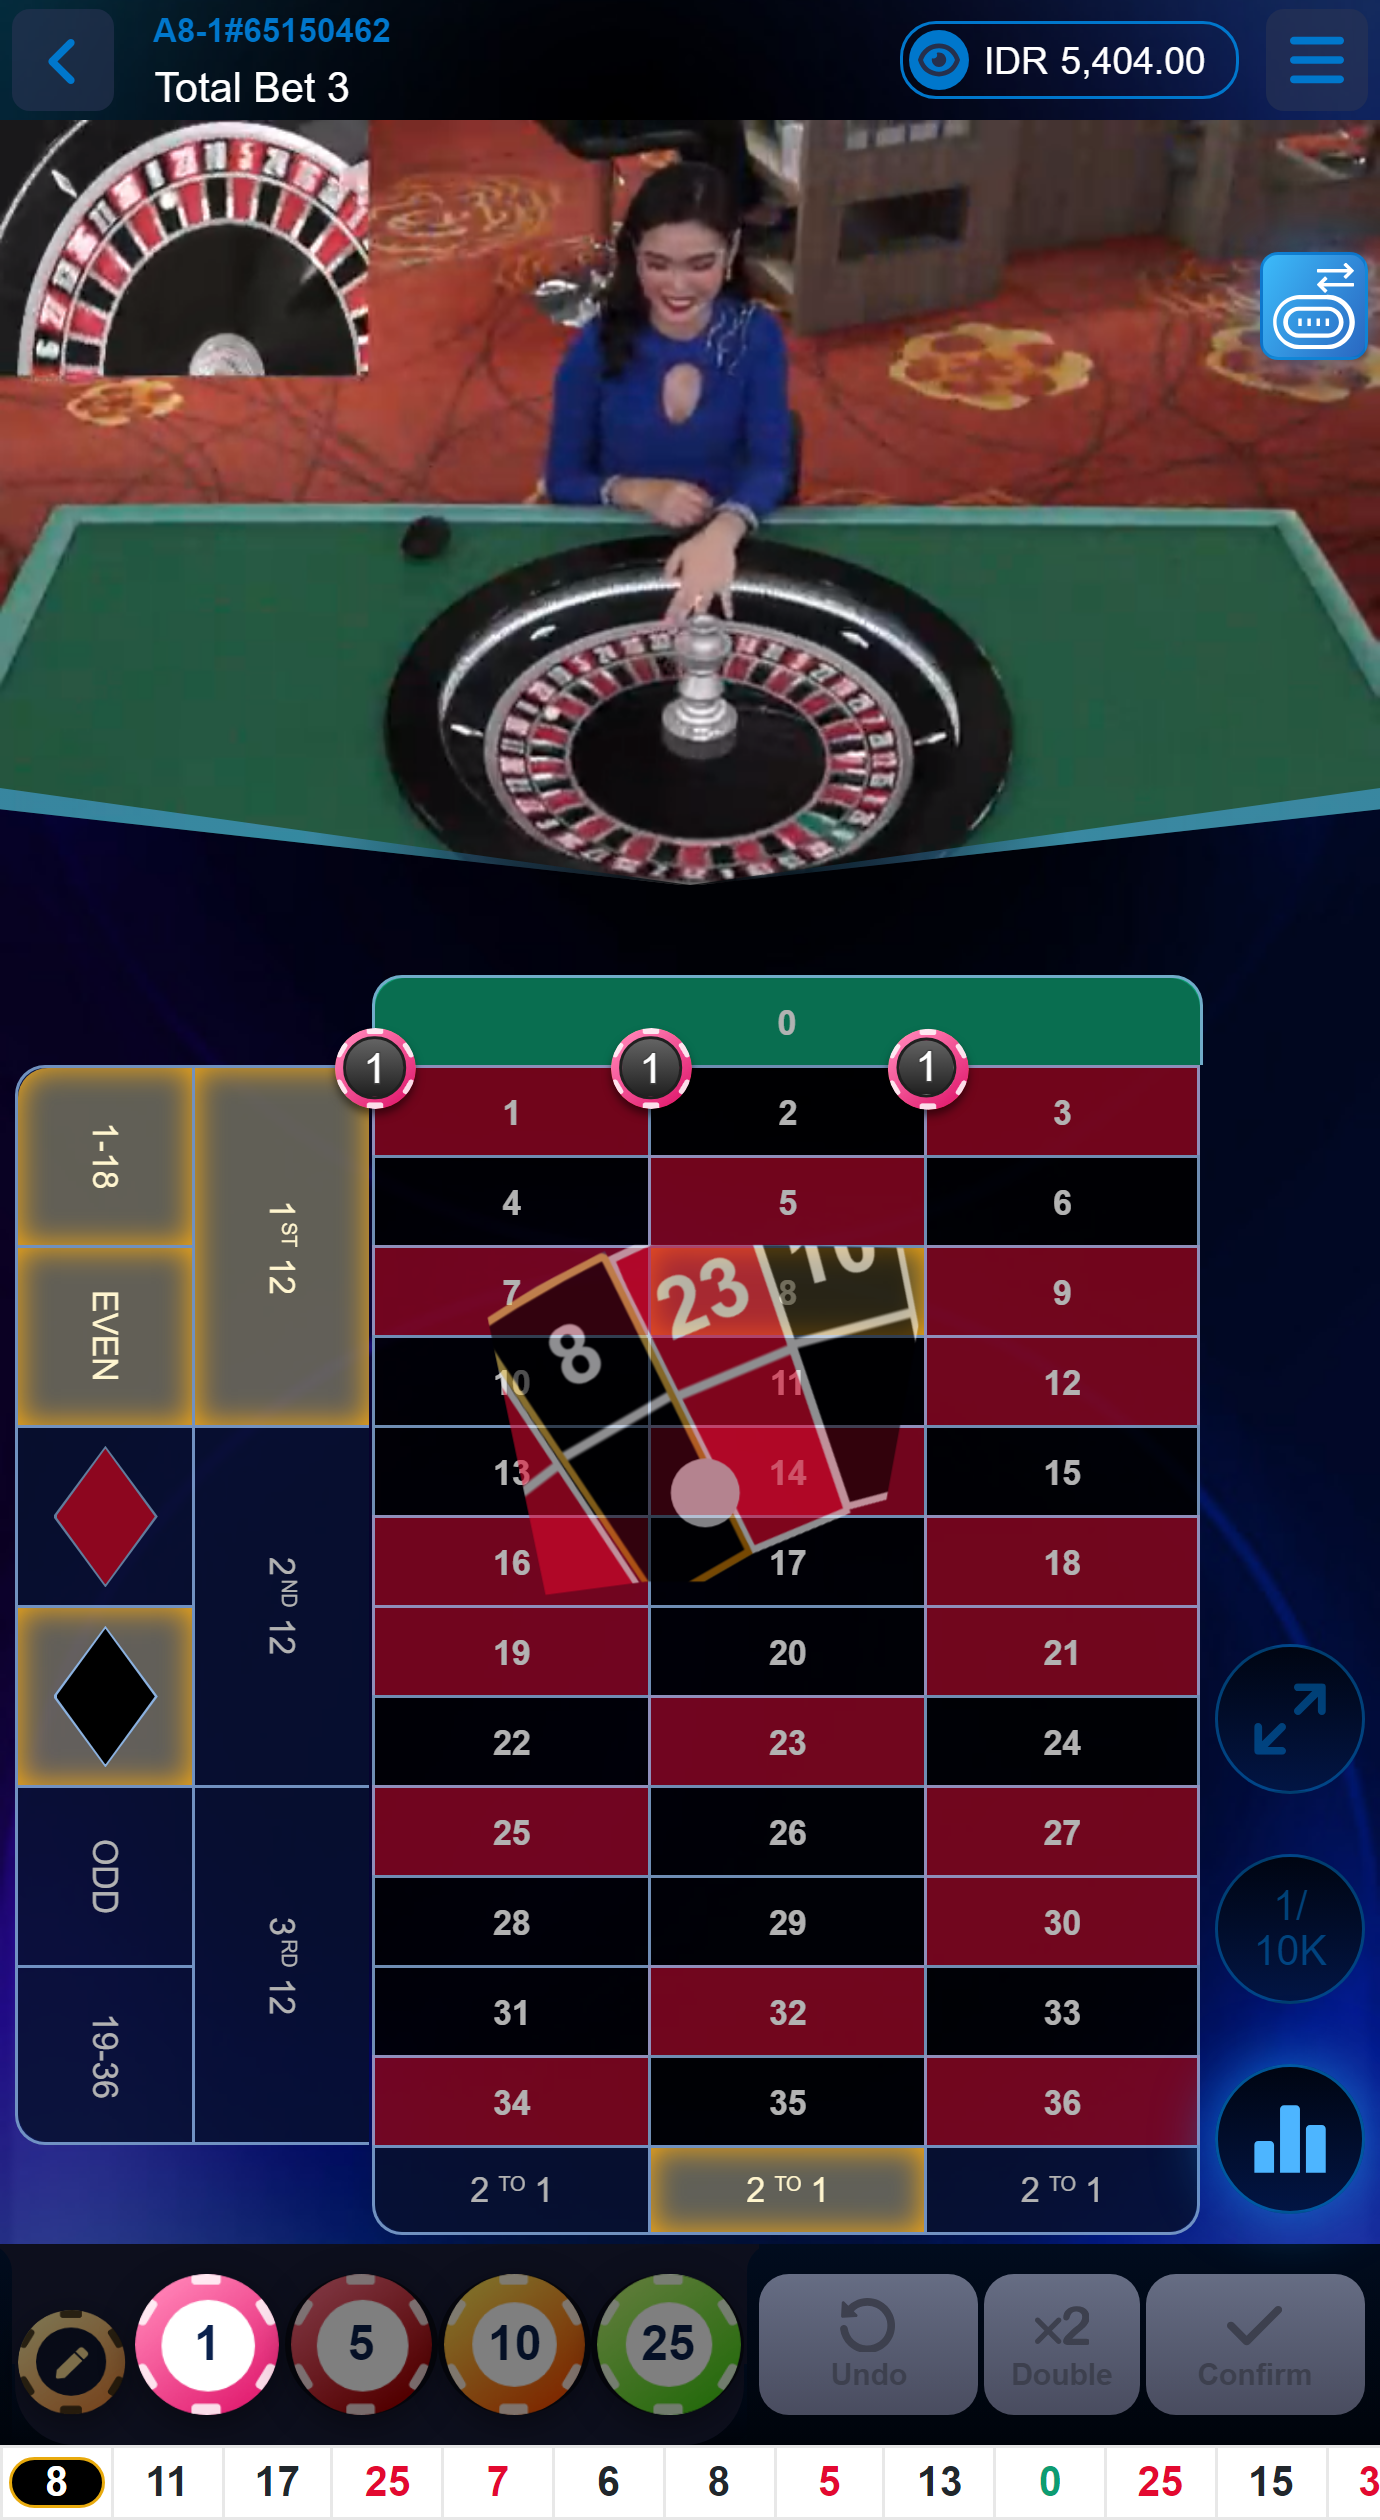 A8-1#65150462
Total Bet 3
IDR 5,404.00
0
1
1
1
1 2 3
4 5 6
7 8 9
10 11 12
13 14 15
16 17 18
19 20 21
22 23 24
25 26 27
28 29 30
31 32 33
34 35 36
2 TO 1 2 TO 1 2 TO 1
1-18
EVEN
ODD
19-36
1ST 12
2ND 12
3RD 12
8
23
10
1/
10K
1 5 10 25
Undo
x2
Double
Confirm
8 11 17 25 7 6 8 5 13 0 25 15 3